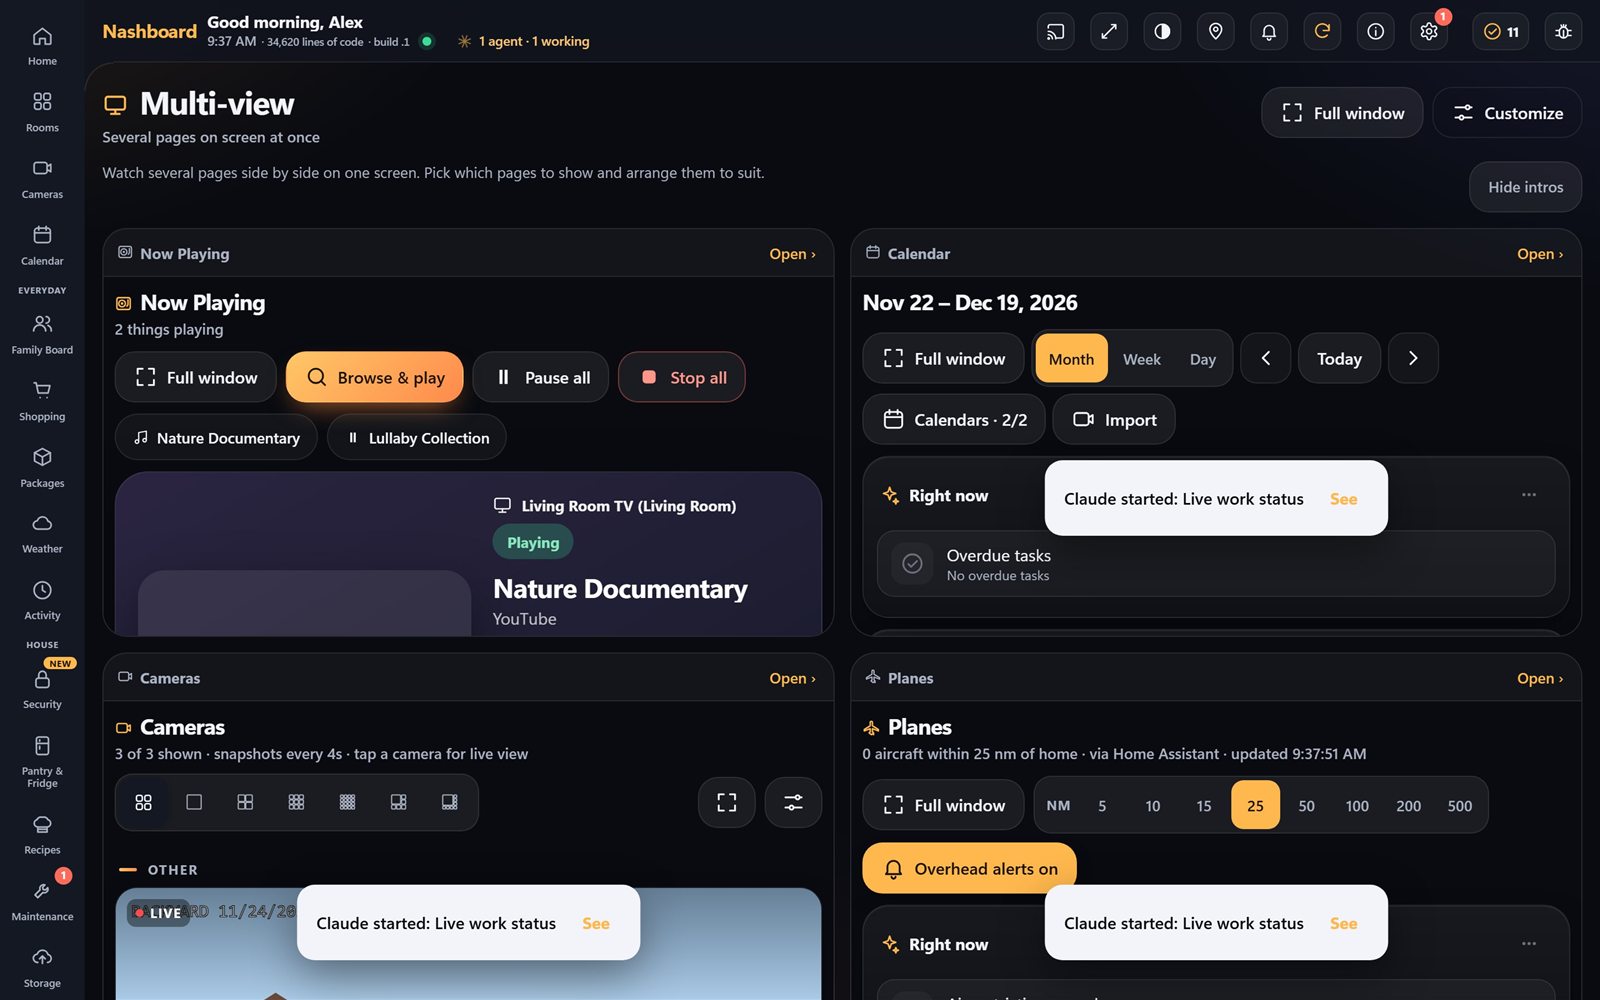 Nashboard
Good morning, Alex
9:37 AM · 34,620 lines of code · build .1
1 agent · 1 working
1
11
Home
Rooms
Cameras
Calendar
EVERYDAY
Family Board
Shopping
Packages
Weather
Activity
HOUSE
NEW
Security
Pantry &
Fridge
Recipes
1
Maintenance
Storage
Multi-view
Several pages on screen at once
Watch several pages side by side on one screen. Pick which pages to show and arrange them to suit.
Full window
Customize
Hide intros
Now Playing
Open ›
Now Playing
2 things playing
Full window
Browse & play
Pause all
Stop all
Nature Documentary
Lullaby Collection
Living Room TV (Living Room)
Playing
Nature Documentary
YouTube
Calendar
Open ›
Nov 22 – Dec 19, 2026
Full window
Month
Week
Day
Today
Calendars · 2/2
Import
Right now
Claude started: Live work status
See
Overdue tasks
No overdue tasks
Cameras
Open ›
Cameras
3 of 3 shown · snapshots every 4s · tap a camera for live view
OTHER
LIVE
11/24/20
Claude started: Live work status
See
Planes
Open ›
Planes
0 aircraft within 25 nm of home · via Home Assistant · updated 9:37:51 AM
Full window
NM
5
10
15
25
50
100
200
500
Overhead alerts on
Right now
Claude started: Live work status
See